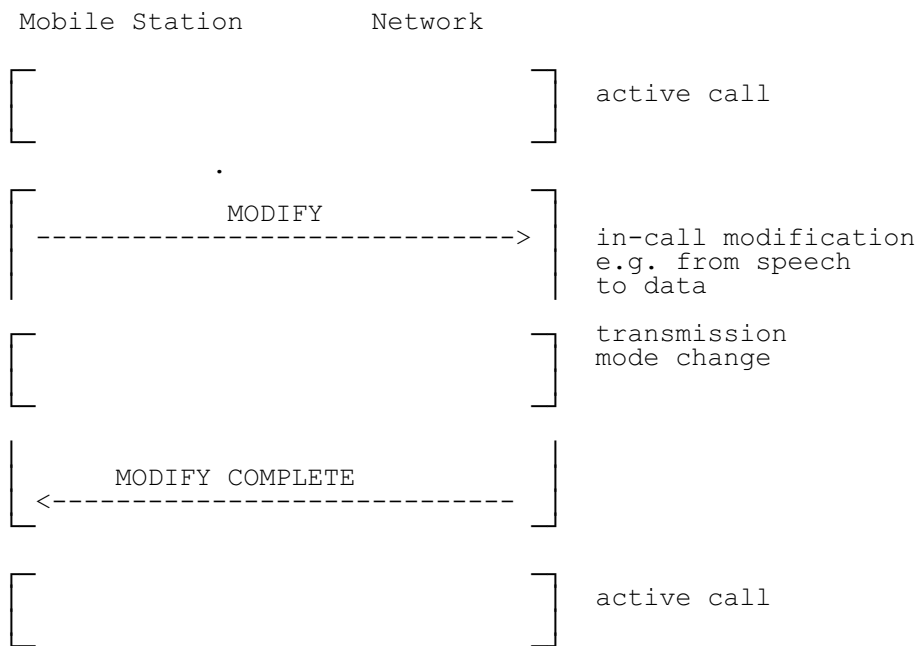 Mobile Station Network
active call
.
MODIFY
------------------------------> in-call modification
e.g. from speech
to data
transmission
mode change
MODIFY COMPLETE
<-----------------------------
active call